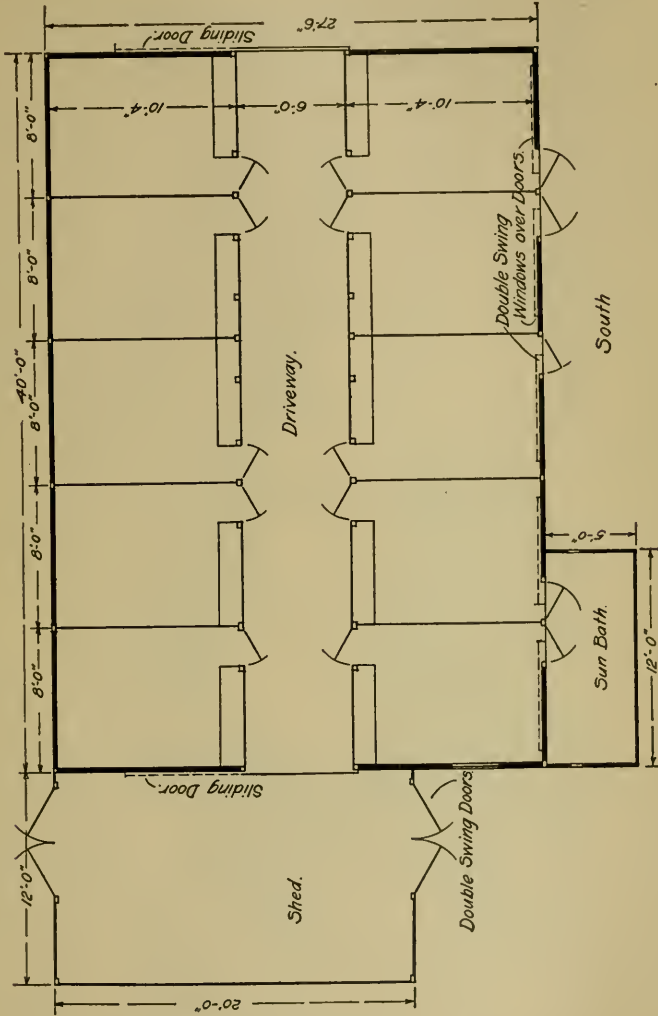 27'-6"
Sliding Door.
10'-4"
6'-0"
10'-4"
8'-0"
8'-0"
8'-0"
8'-0"
8'-0"
40'-0"
Driveway.
Double Swing
Windows over Doors.
South
5'-0"
Sun Bath.
12'-0"
Sliding Door
12'-0"
Shed.
Double Swing Doors
20'-0"